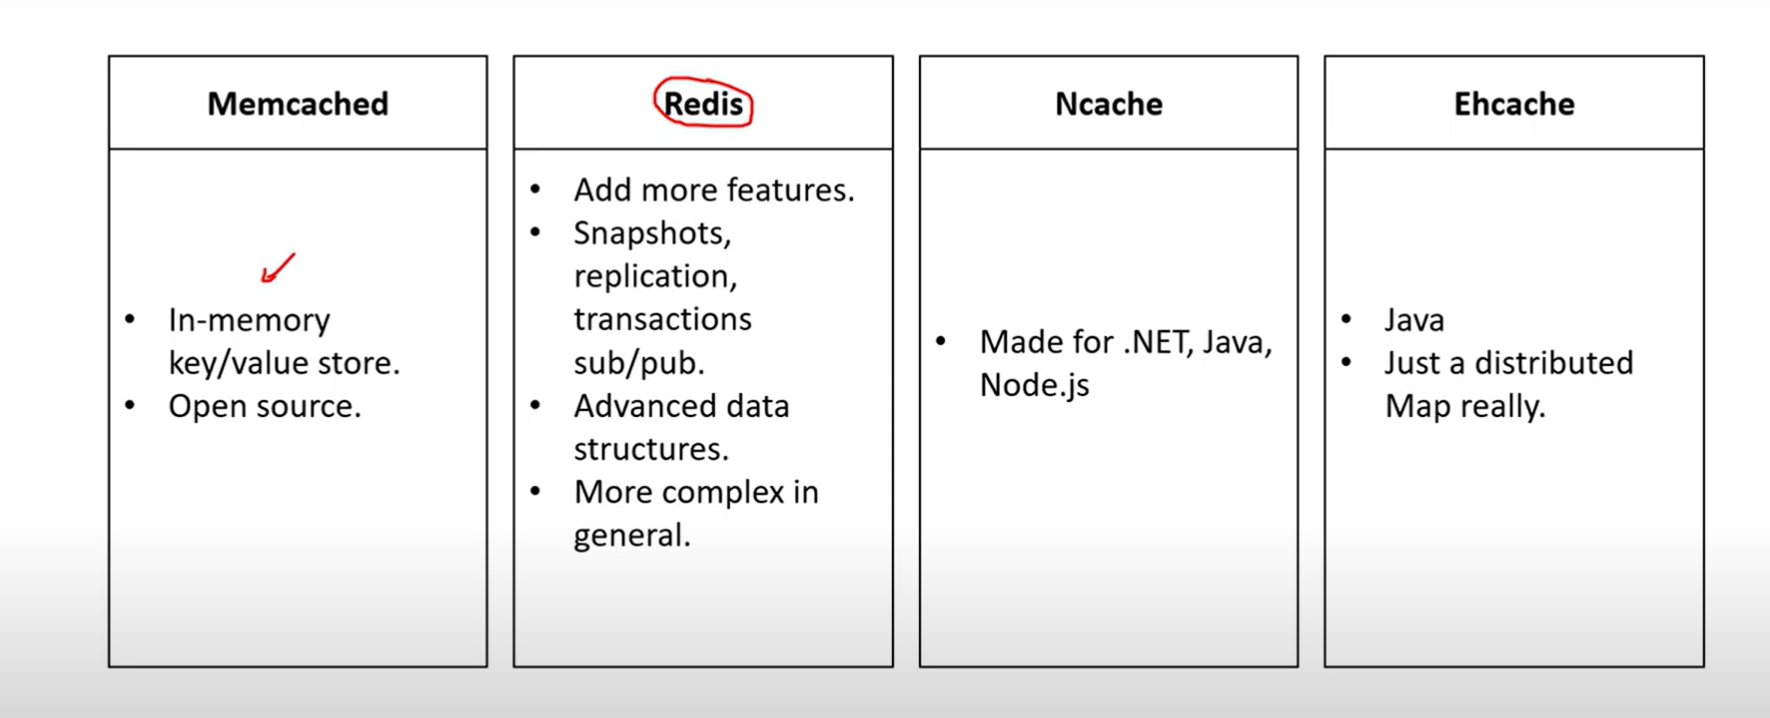 Memcached
• In-memory
key/value store.
• Open source.
Redis
• Add more features.
• Snapshots,
replication,
transactions
sub/pub.
• Advanced data
structures.
• More complex in
general.
Ncache
• Made for .NET, Java,
Node.js
Ehcache
• Java
• Just a distributed
Map really.